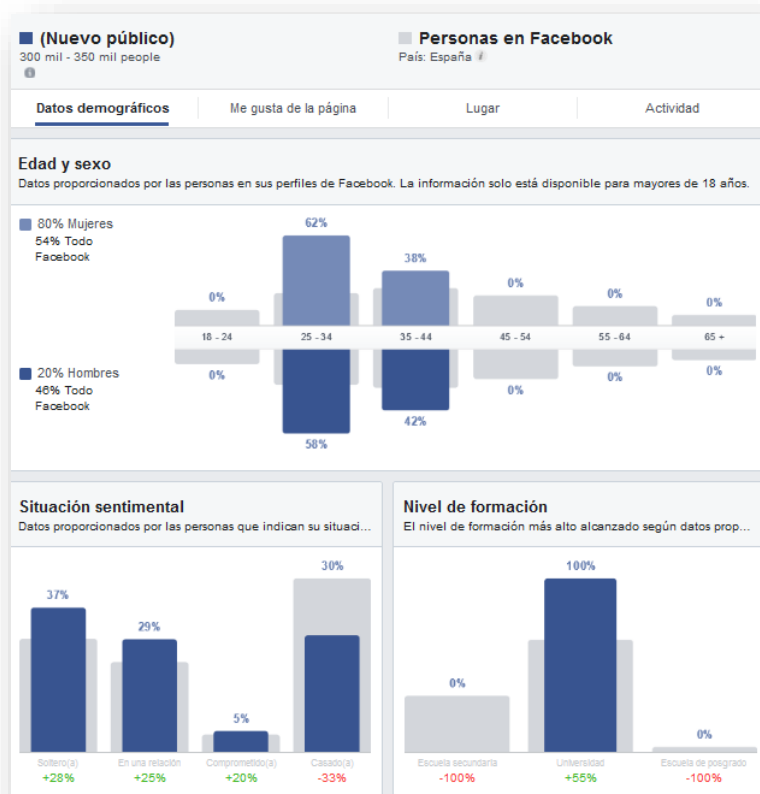 (Nuevo público)
300 mil - 350 mil people
Personas en Facebook
País: España
Datos demográficos
Me gusta de la página
Lugar
Actividad
Edad y sexo
Datos proporcionados por las personas en sus perfiles de Facebook. La información solo está disponible para mayores de 18 años.
80% Mujeres
54% Todo
Facebook
0% 62% 38% 0% 0% 0%
18 - 24 25 - 34 35 - 44 45 - 54 55 - 64 65 +
20% Hombres
46% Todo
Facebook
0% 58% 42% 0% 0% 0%
Situación sentimental
Datos proporcionados por las personas que indican su situaci...
37% 29% 5% 30%
Soltero(a) En una relación Comprometido(a) Casado(a)
+28% +25% +20% -33%
Nivel de formación
El nivel de formación más alto alcanzado según datos prop...
0% 100% 0%
Escuela secundaria Universidad Escuela de posgrado
-100% +55% -100%